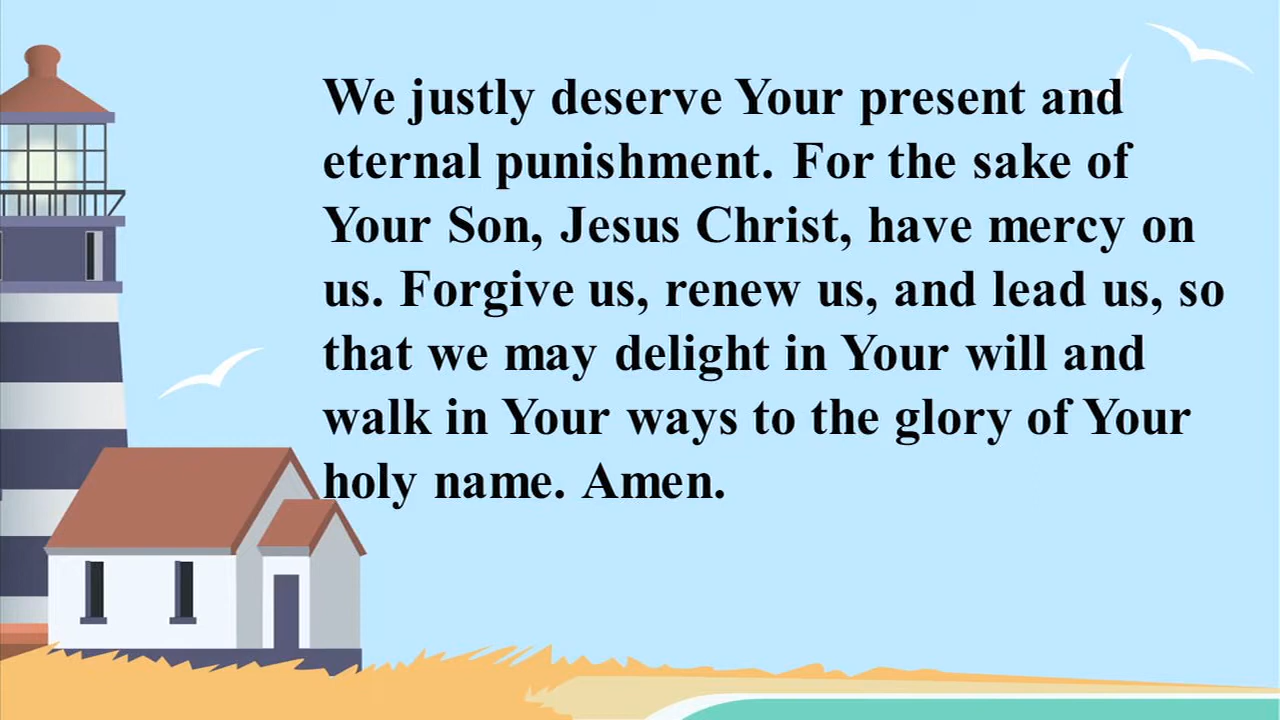 We justly deserve Your present and
eternal punishment. For the sake of
Your Son, Jesus Christ, have mercy on
us. Forgive us, renew us, and lead us, so
that we may delight in Your will and
walk in Your ways to the glory of Your
holy name. Amen.